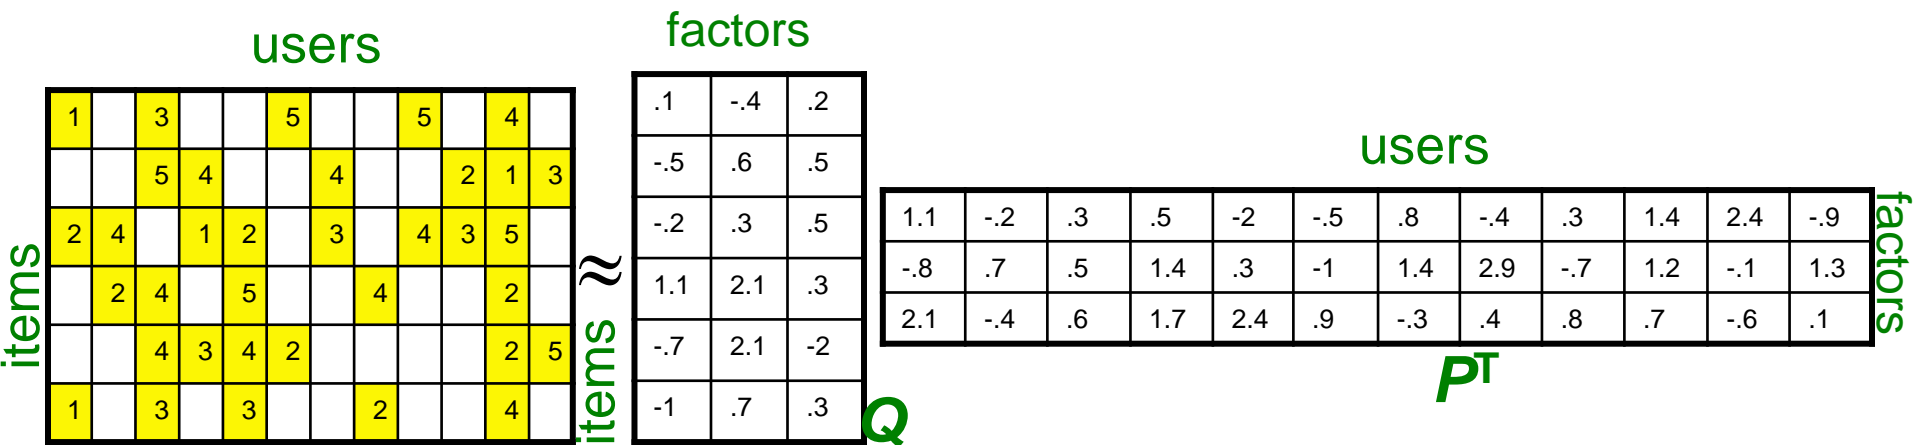 users
factors
1 3 5 5 4
5 4 4 2 1 3
2 4 1 2 3 4 3 5
2 4 5 4 2
4 3 4 2 2 5
1 3 3 2 4
items
≈
.1 -.4 .2
-.5 .6 .5
-.2 .3 .5
1.1 2.1 .3
-.7 2.1 -2
-1 .7 .3
items
Q
users
1.1 -.2 .3 .5 -2 -.5 .8 -.4 .3 1.4 2.4 -.9
-.8 .7 .5 1.4 .3 -1 1.4 2.9 -.7 1.2 -.1 1.3
2.1 -.4 .6 1.7 2.4 .9 -.3 .4 .8 .7 -.6 .1
factors
PT